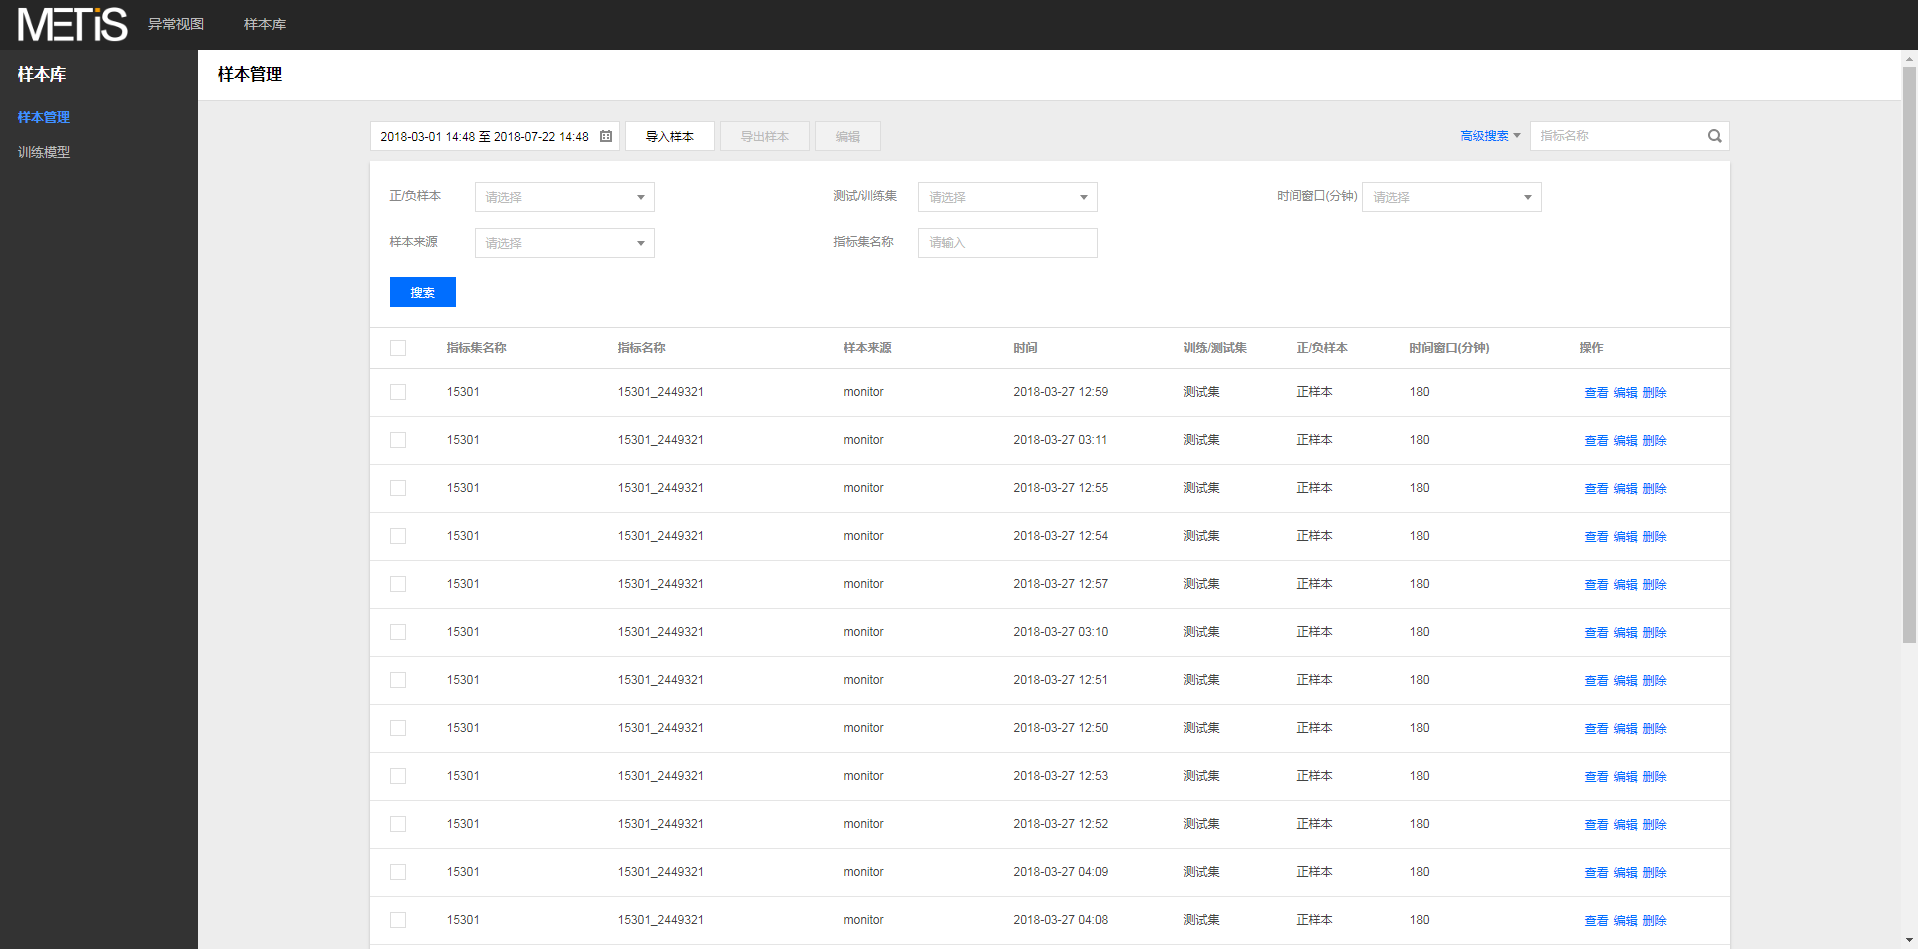 METiS 异常视图 样本库
样本库
样本管理
训练模型
样本管理
2018-03-01 14:48 至 2018-07-22 14:48 导入样本 导出样本 编辑 高级搜索 指标名称
正/负样本 请选择 测试/训练集 请选择 时间窗口(分钟) 请选择
样本来源 请选择 指标集名称 请输入
搜索
指标集名称 指标名称 样本来源 时间 训练/测试集 正/负样本 时间窗口(分钟) 操作
15301 15301_2449321 monitor 2018-03-27 12:59 测试集 正样本 180 查看 编辑 删除
15301 15301_2449321 monitor 2018-03-27 03:11 测试集 正样本 180 查看 编辑 删除
15301 15301_2449321 monitor 2018-03-27 12:55 测试集 正样本 180 查看 编辑 删除
15301 15301_2449321 monitor 2018-03-27 12:54 测试集 正样本 180 查看 编辑 删除
15301 15301_2449321 monitor 2018-03-27 12:57 测试集 正样本 180 查看 编辑 删除
15301 15301_2449321 monitor 2018-03-27 03:10 测试集 正样本 180 查看 编辑 删除
15301 15301_2449321 monitor 2018-03-27 12:51 测试集 正样本 180 查看 编辑 删除
15301 15301_2449321 monitor 2018-03-27 12:50 测试集 正样本 180 查看 编辑 删除
15301 15301_2449321 monitor 2018-03-27 12:53 测试集 正样本 180 查看 编辑 删除
15301 15301_2449321 monitor 2018-03-27 12:52 测试集 正样本 180 查看 编辑 删除
15301 15301_2449321 monitor 2018-03-27 04:09 测试集 正样本 180 查看 编辑 删除
15301 15301_2449321 monitor 2018-03-27 04:08 测试集 正样本 180 查看 编辑 删除